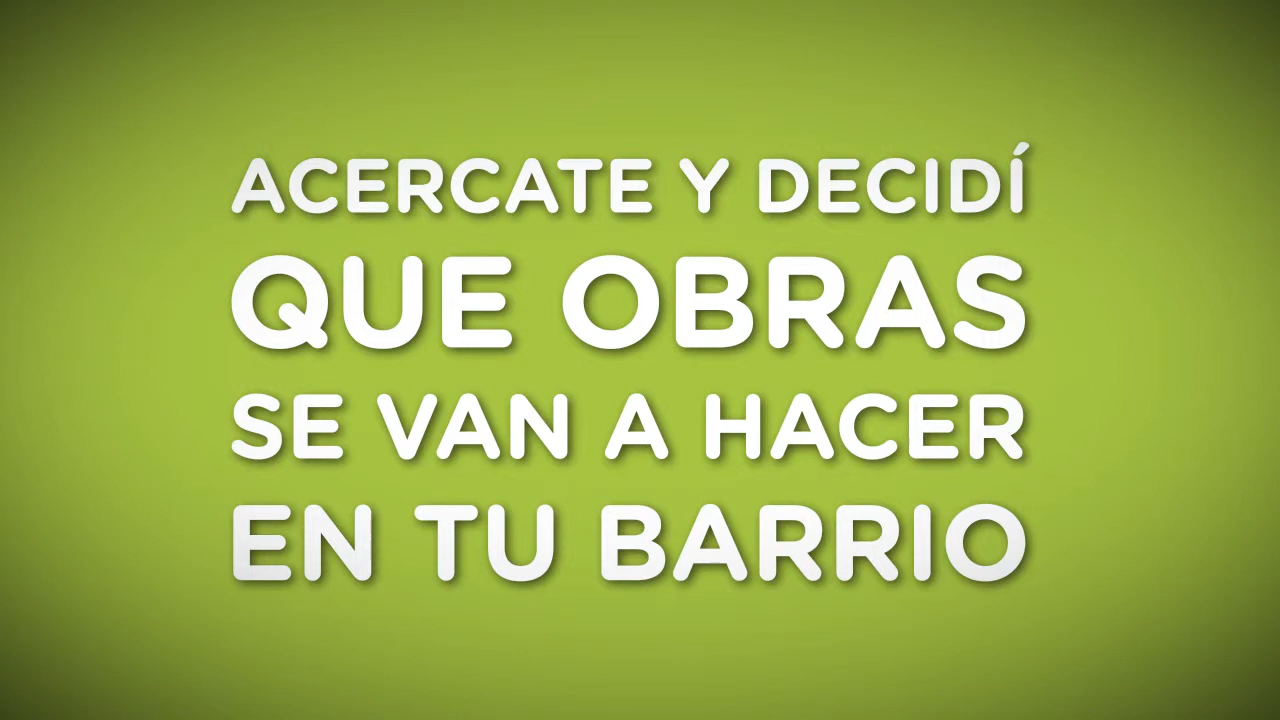 ACERCATE Y DECIDÍ
QUE OBRAS
SE VAN A HACER
EN TU BARRIO